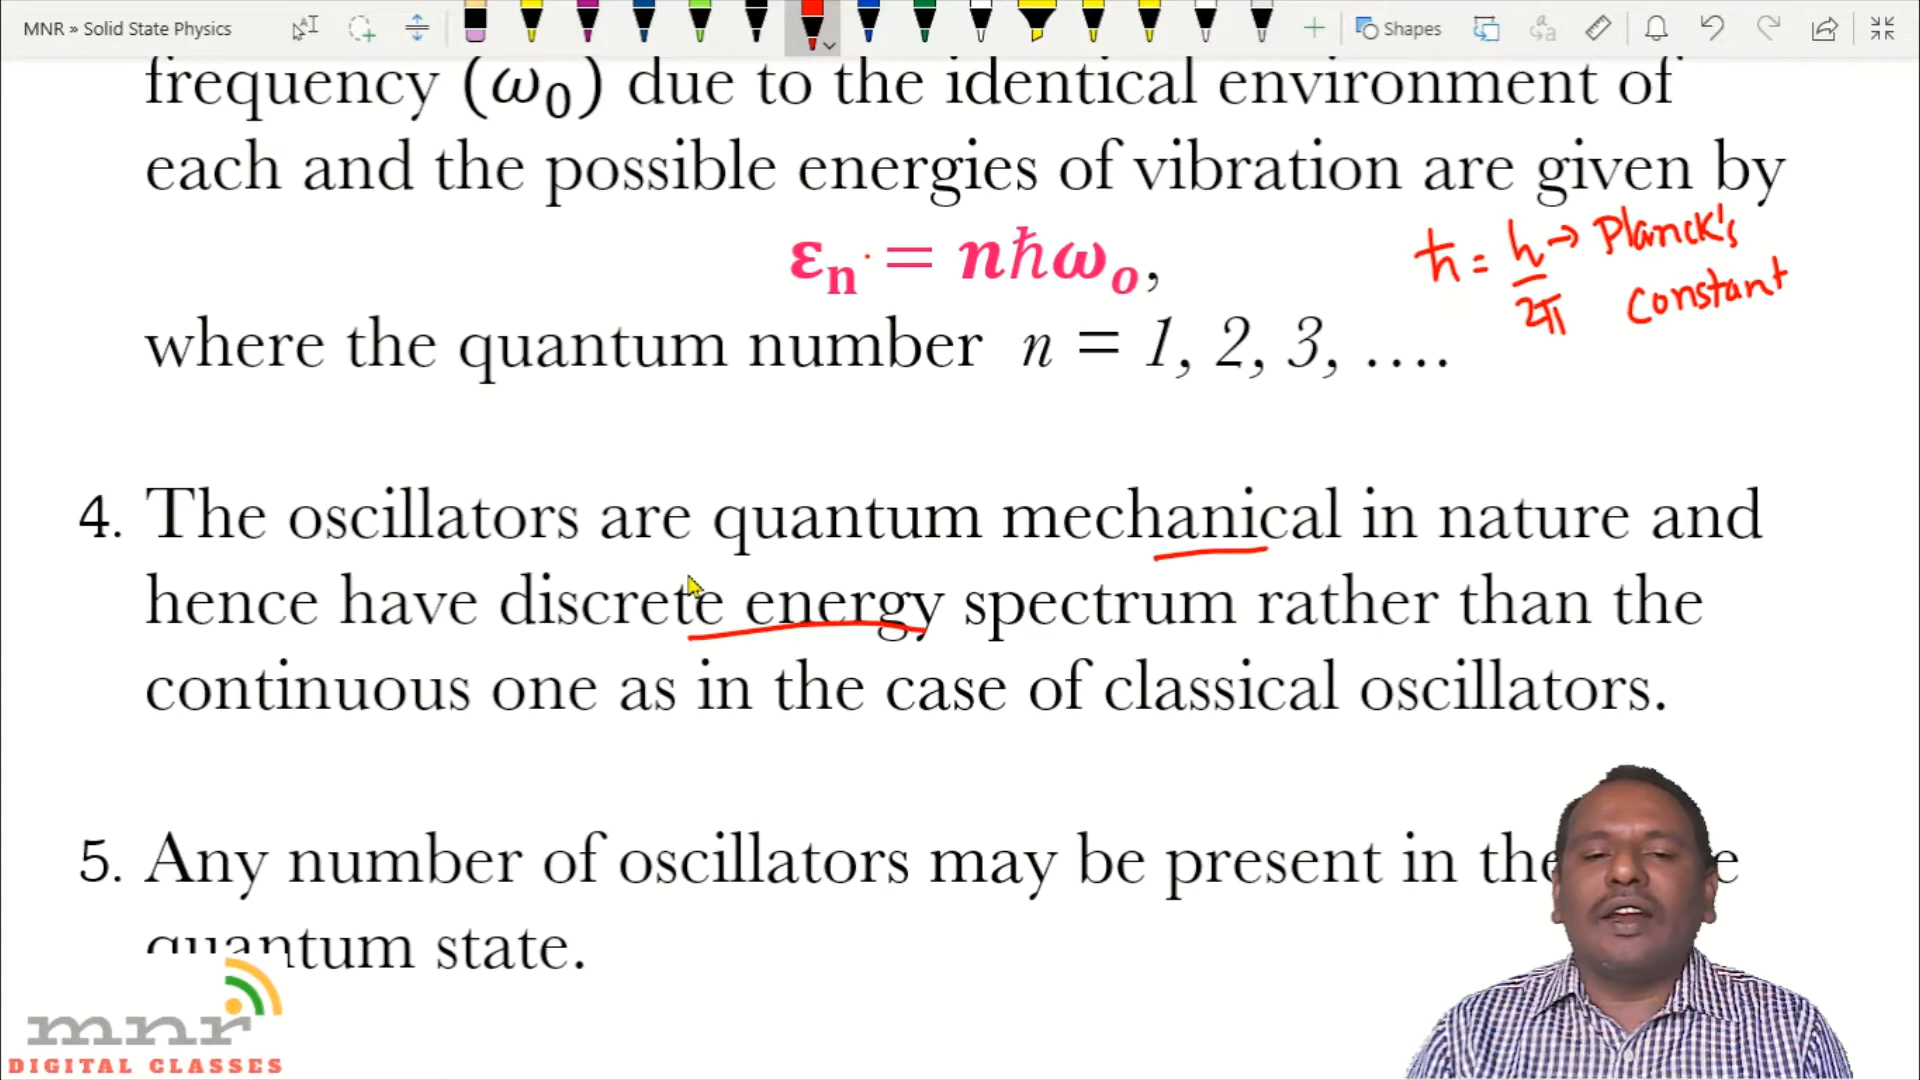 MNR » Solid State Physics
Shapes
frequency (ω₀) due to the identical environment of
each and the possible energies of vibration are given by
εₙ = nℏωₒ,
ℏ = h/2π → Planck's
constant
where the quantum number n = 1, 2, 3, ....
4. The oscillators are quantum mechanical in nature and
hence have discrete energy spectrum rather than the
continuous one as in the case of classical oscillators.
5. Any number of oscillators may be present in the
quantum state.
mnr
DIGITAL CLASSES